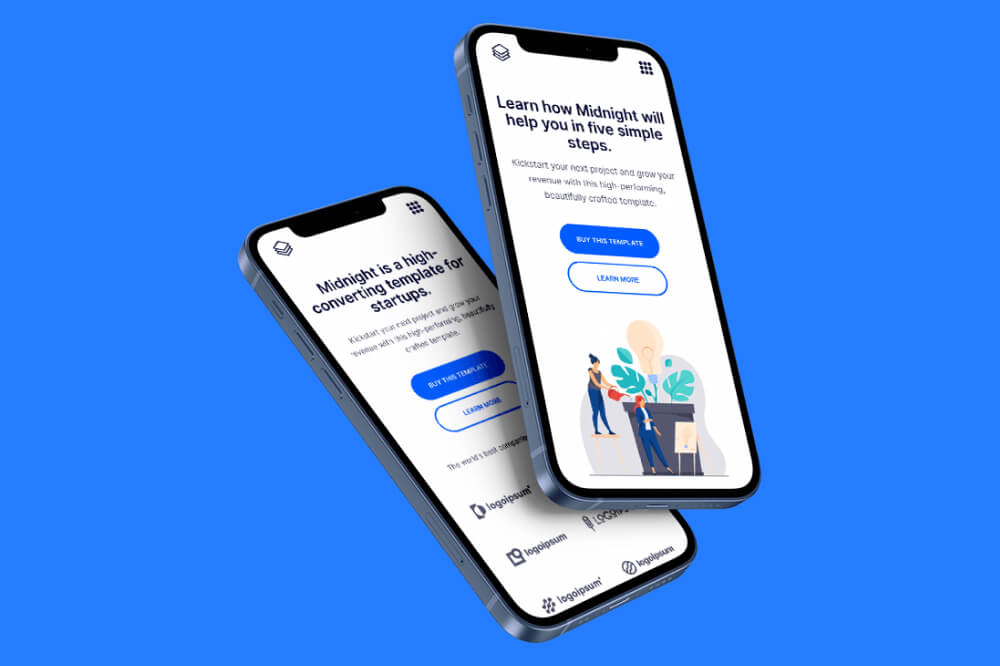 Learn how Midnight will
help you in five simple
steps.
Kickstart your next project and grow your
revenue with this high-performing,
beautifully crafted template.
BUY THIS TEMPLATE
LEARN MORE
Midnight is a high-
converting template for
startups.
Kickstart your next project and grow your
revenue with this high-performing, beautifully
crafted template.
BUY THIS TEMPLATE
LEARN MORE
The world's best
logoipsum
logoipsum
logoipsum
logoipsum